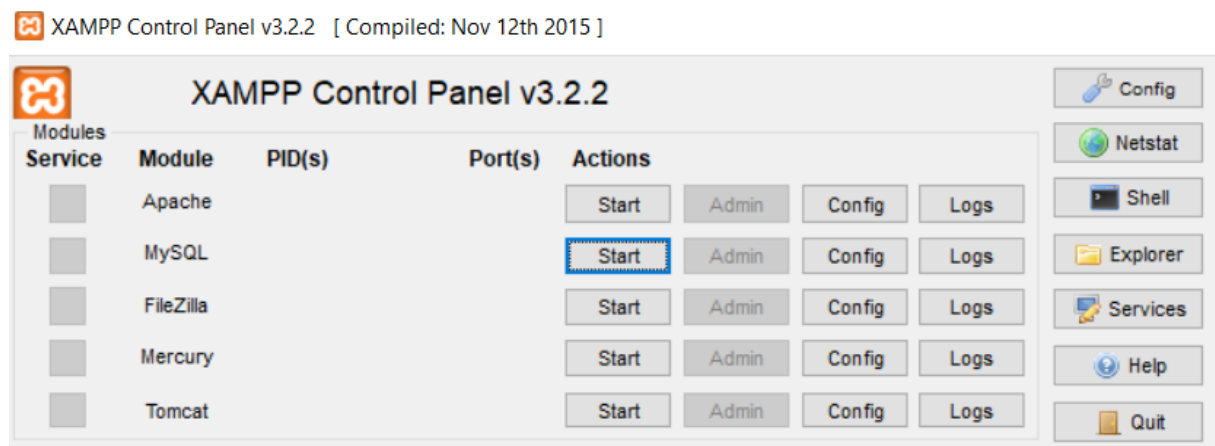 XAMPP Control Panel v3.2.2 [ Compiled: Nov 12th 2015 ]
XAMPP Control Panel v3.2.2
Config
Modules
Netstat
Service Module PID(s) Port(s) Actions
Apache Start Admin Config Logs
Shell
MySQL Start Admin Config Logs
Explorer
FileZilla Start Admin Config Logs
Services
Mercury Start Admin Config Logs
Help
Tomcat Start Admin Config Logs
Quit